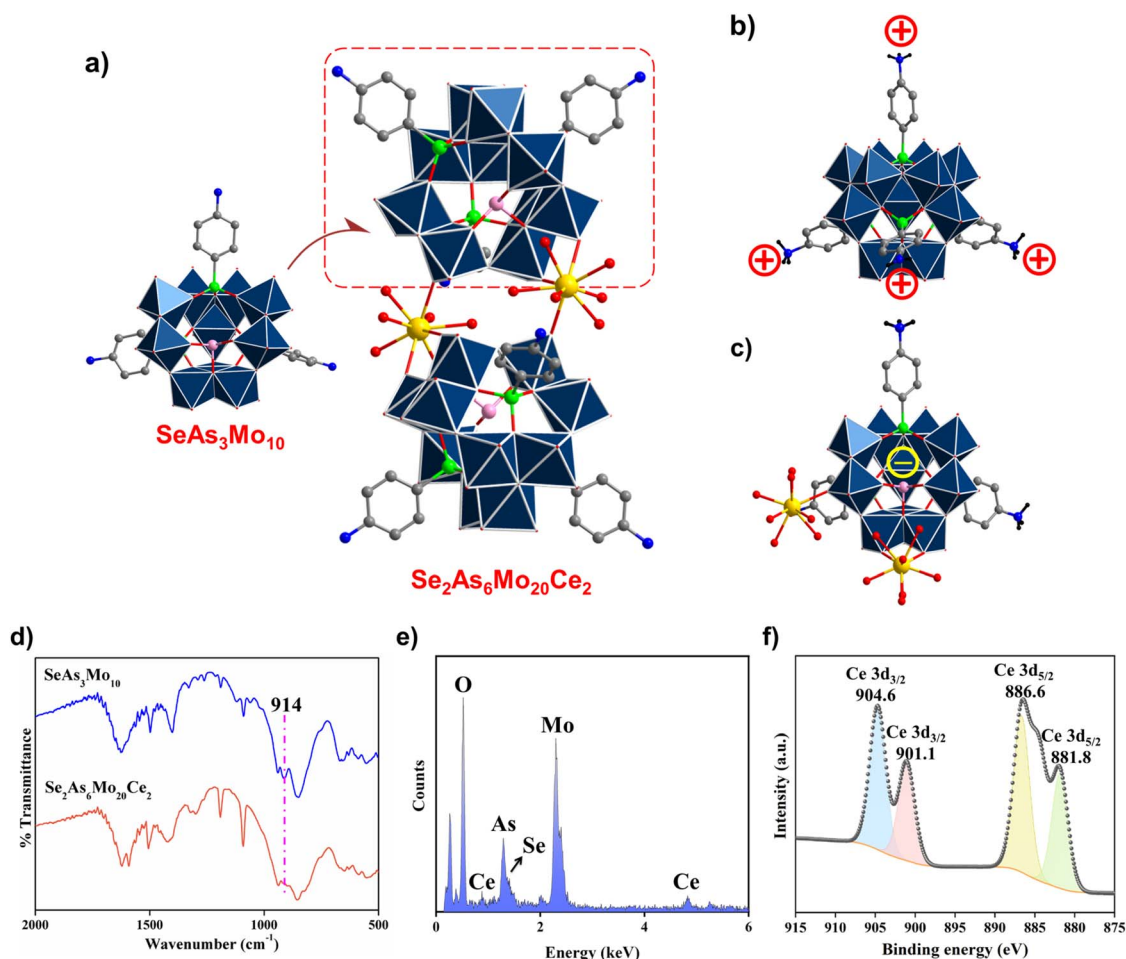 a)
SeAs₃Mo₁₀
Se₂As₆Mo₂₀Ce₂
b)
+
+
+
+
c)
−
d)
SeAs₃Mo₁₀
914
Se₂As₆Mo₂₀Ce₂
% Transmittance
2000 1500 1000 500
Wavenumber (cm⁻¹)
e)
O
Mo
As
Se
Ce
Ce
Counts
0 2 4 6
Energy (keV)
f)
Ce 3d₃/₂
904.6
Ce 3d₃/₂
901.1
Ce 3d₅/₂
886.6
Ce 3d₅/₂
881.8
Intensity (a.u.)
915 910 905 900 895 890 885 880 875
Binding energy (eV)